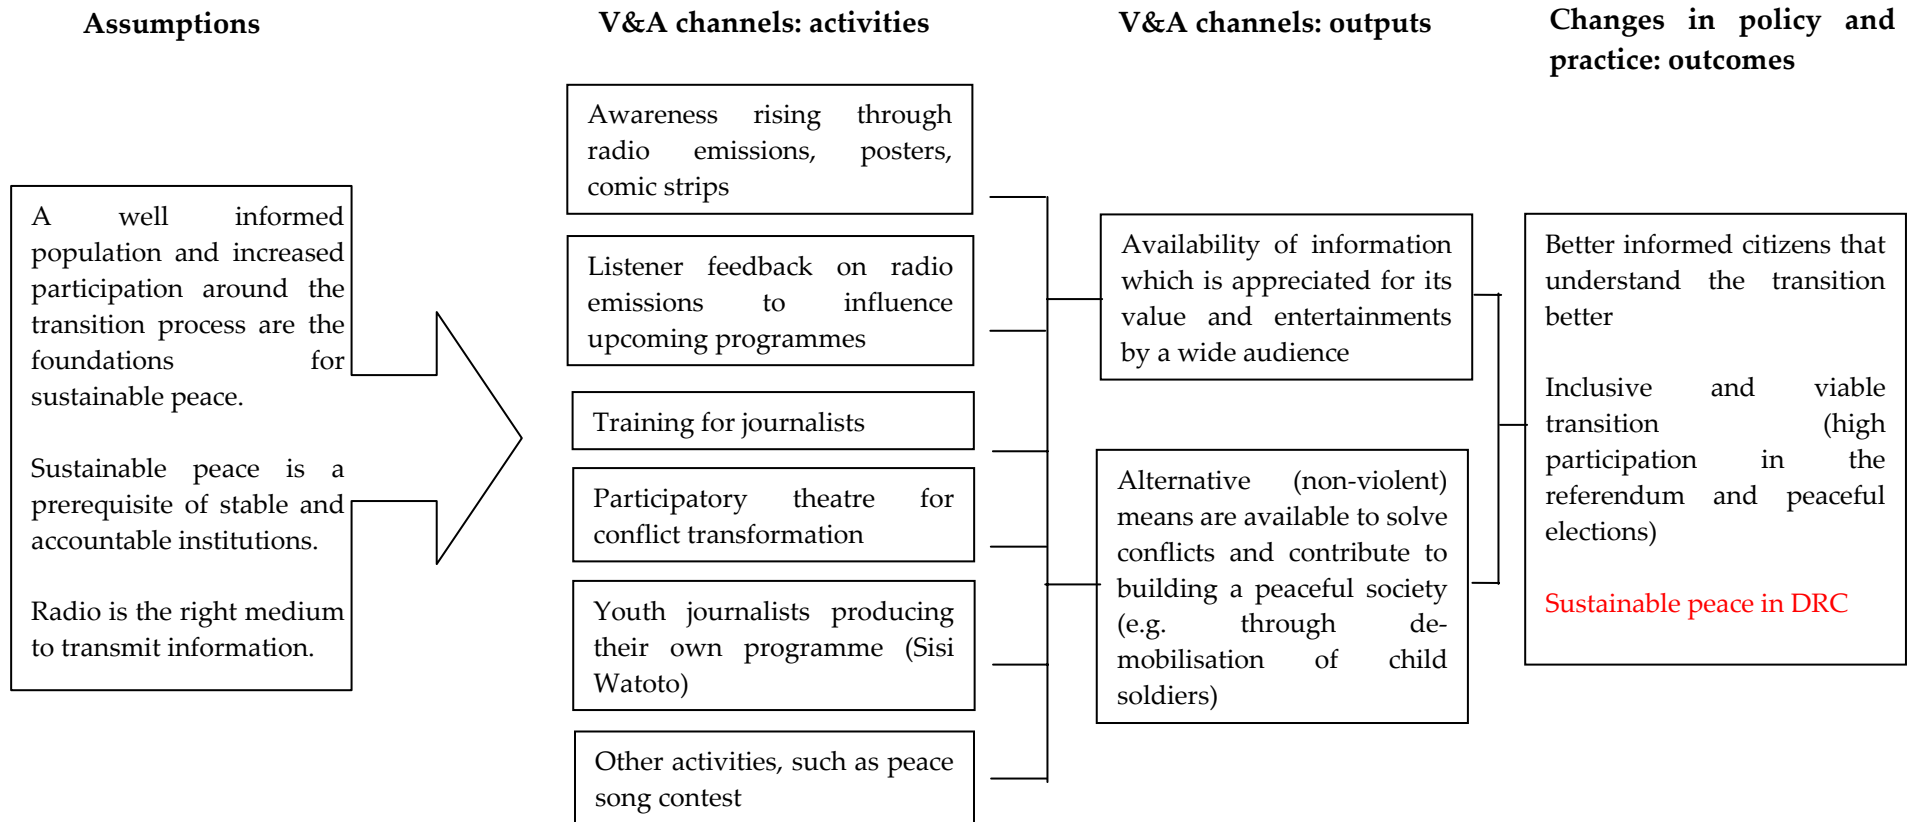 Assumptions
V&A channels: activities
V&A channels: outputs
Changes in policy and
practice: outcomes
A well informed
population and increased
participation around the
transition process are the
foundations for
sustainable peace.
Sustainable peace is a
prerequisite of stable and
accountable institutions.
Radio is the right medium
to transmit information.
Awareness rising through
radio emissions, posters,
comic strips
Listener feedback on radio
emissions to influence
upcoming programmes
Training for journalists
Participatory theatre for
conflict transformation
Youth journalists producing
their own programme (Sisi
Watoto)
Other activities, such as peace
song contest
Availability of information
which is appreciated for its
value and entertainments
by a wide audience
Alternative (non-violent)
means are available to solve
conflicts and contribute to
building a peaceful society
(e.g. through de-
mobilisation of child
soldiers)
Better informed citizens that
understand the transition
better
Inclusive and viable
transition (high
participation in the
referendum and peaceful
elections)
Sustainable peace in DRC